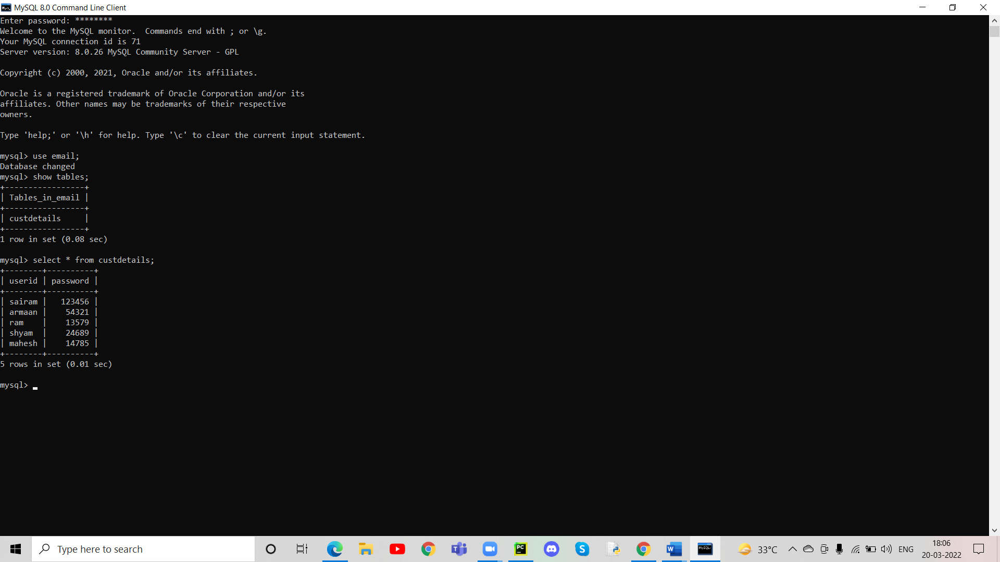 MySQL 8.0 Command Line Client
Enter password: ********
Welcome to the MySQL monitor.  Commands end with ; or \g.
Your MySQL connection id is 71
Server version: 8.0.26 MySQL Community Server - GPL
Copyright (c) 2000, 2021, Oracle and/or its affiliates.
Oracle is a registered trademark of Oracle Corporation and/or its
affiliates. Other names may be trademarks of their respective
owners.
Type 'help;' or '\h' for help. Type '\c' to clear the current input statement.
mysql> use email;
Database changed
mysql> show tables;
+-----------------+
| Tables_in_email |
+-----------------+
| custdetails     |
+-----------------+
1 row in set (0.08 sec)
mysql> select * from custdetails;
+--------+----------+
| userid | password |
+--------+----------+
| sairam |   123456 |
| armaan |    54321 |
| ram    |    13579 |
| shyam  |    24689 |
| mahesh |    14785 |
+--------+----------+
5 rows in set (0.01 sec)
mysql> _
Type here to search
33°C
ENG
18:06
20-03-2022